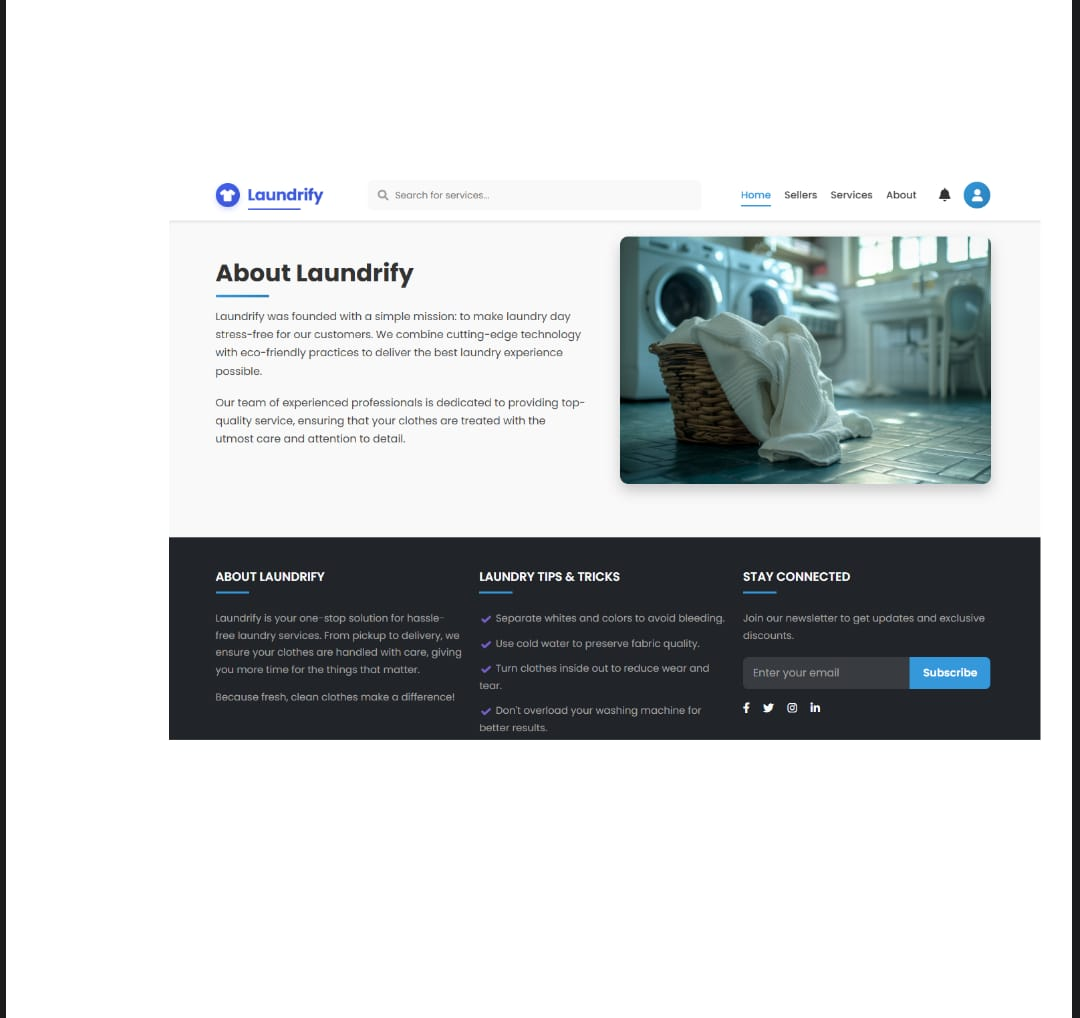 Laundrify
Search for services...
Home Sellers Services About
About Laundrify
Laundrify was founded with a simple mission: to make laundry day
stress-free for our customers. We combine cutting-edge technology
with eco-friendly practices to deliver the best laundry experience
possible.
Our team of experienced professionals is dedicated to providing top-
quality service, ensuring that your clothes are treated with the
utmost care and attention to detail.
ABOUT LAUNDRIFY
Laundrify is your one-stop solution for hassle-
free laundry services. From pickup to delivery, we
ensure your clothes are handled with care, giving
you more time for the things that matter.
Because fresh, clean clothes make a difference!
LAUNDRY TIPS & TRICKS
Separate whites and colors to avoid bleeding.
Use cold water to preserve fabric quality.
Turn clothes inside out to reduce wear and
tear.
Don't overload your washing machine for
better results.
STAY CONNECTED
Join our newsletter to get updates and exclusive
discounts.
Enter your email
Subscribe